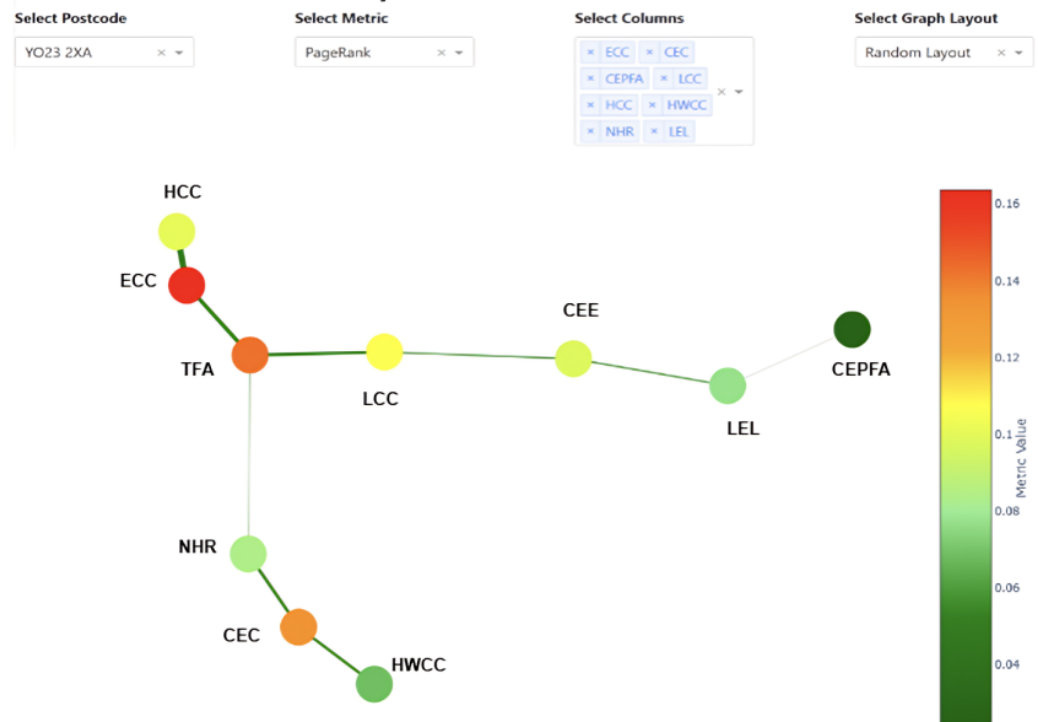 Select Postcode
Select Metric
Select Columns
Select Graph Layout
YO23 2XA × 
PageRank × 
× ECC × CEC
× CEPFA × LCC
× HCC × HWCC
× NHR × LEL
×
Random Layout ×
HCC
ECC
TFA
LCC
CEE
LEL
CEPFA
NHR
CEC
HWCC
0.16
0.14
0.12
0.1
0.08
0.06
0.04
Metric Value